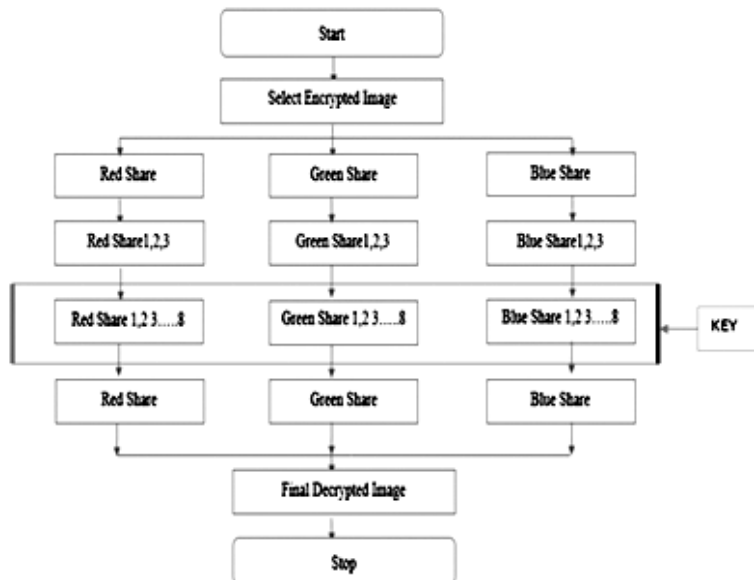 Start
Select Encrypted Image
Red Share
Green Share
Blue Share
Red Share1,2,3
Green Share1,2,3
Blue Share1,2,3
Red Share 1,2 3.....8
Green Share 1,2 3.....8
Blue Share 1,2 3.....8
KEY
Red Share
Green Share
Blue Share
Final Decrypted Image
Stop